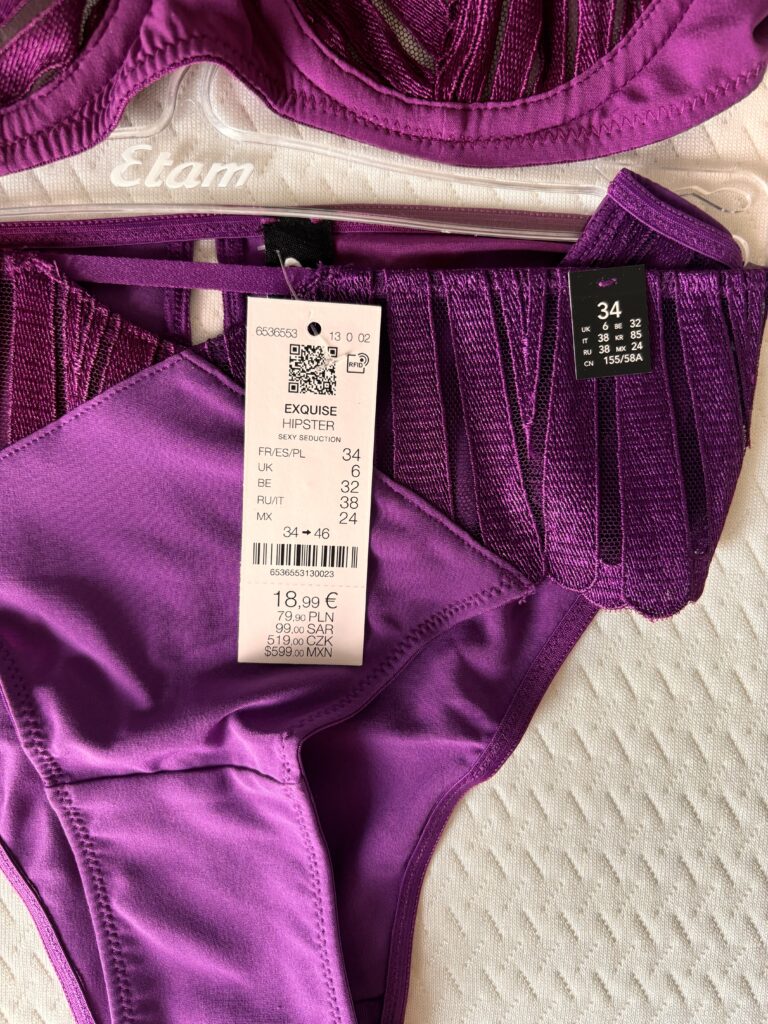 Etam
34
UK 6 BE 32
IT 38 KR 85
RU 38 MX 24
CN 155/58A
6536553 13 0 02
RFID
EXQUISE
HIPSTER
SEXY SEDUCTION
FR/ES/PL 34
UK 6
BE 32
RU/IT 38
MX 24
34 ➞ 46
6536553130023
18,99 €
79,90 PLN
99,00 SAR
519,00 CZK
$599,00 MXN